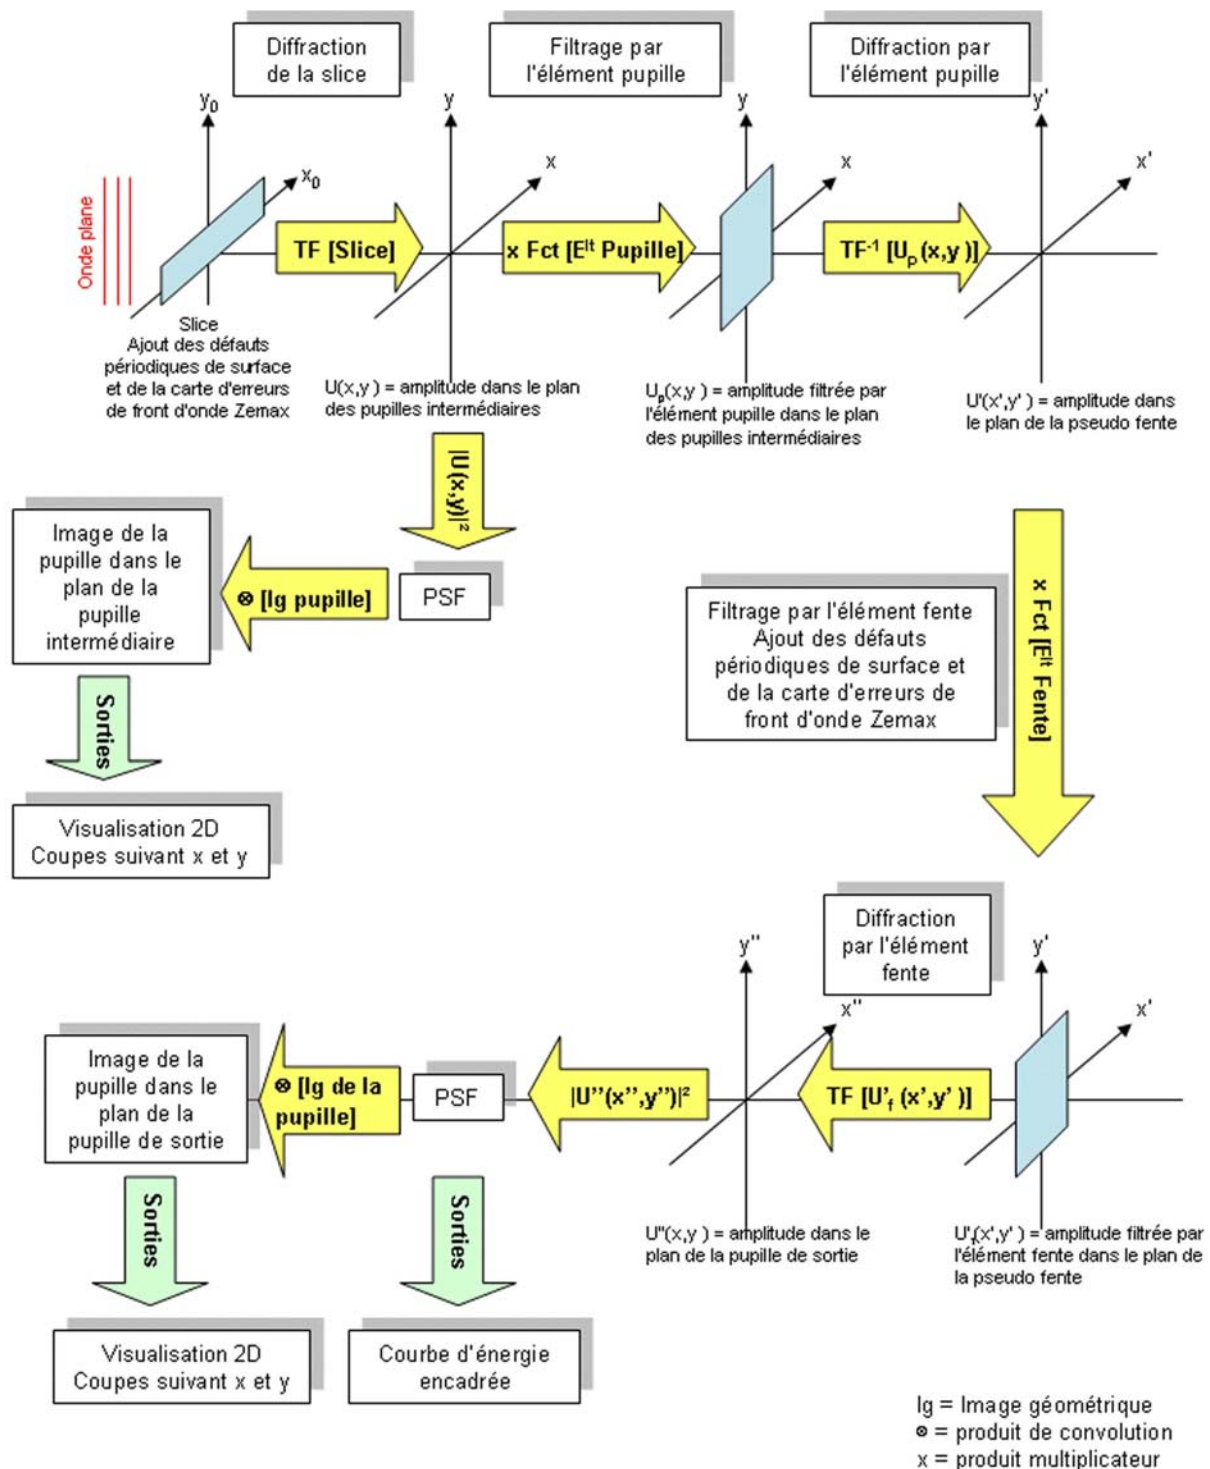 Diffraction
de la slice
Filtrage par
l'élément pupille
Diffraction par
l'élément pupille
y₀
y
y
y'
x₀
x
x
x'
Onde plane
TF [Slice]
x Fct [Eˡᵗ Pupille]
TF⁻¹ [Uₚ(x,y )]
Slice
Ajout des défauts
périodiques de surface
et de la carte d'erreurs
de front d'onde Zemax
U(x,y ) = amplitude dans le plan
des pupilles intermédiaires
Uₚ(x,y ) = amplitude filtrée par
l'élément pupille dans le plan
des pupilles intermédiaires
U'(x',y' ) = amplitude dans
le plan de la pseudo fente
|U(x,y)|²
Image de la
pupille dans le
plan de la
pupille
intermédiaire
⊗ [Ig pupille]
PSF
Sorties
Visualisation 2D
Coupes suivant x et y
Filtrage par l'élément fente
Ajout des défauts
périodiques de surface et
de la carte d'erreurs de
front d'onde Zemax
x Fct [Eˡᵗ Fente]
Diffraction
par l'élément
fente
y''
y'
x''
x'
Image de la
pupille dans le
plan de la
pupille de sortie
⊗ [Ig de la
pupille]
PSF
|U''(x'',y'')|²
TF [U'f (x',y' )]
U''(x,y ) = amplitude dans le
plan de la pupille de sortie
U'f(x',y' ) = amplitude filtrée par
l'élément fente dans le plan de
la pseudo fente
Sorties
Sorties
Visualisation 2D
Coupes suivant x et y
Courbe d'énergie
encadrée
Ig = Image géométrique
⊗ = produit de convolution
x = produit multiplicateur